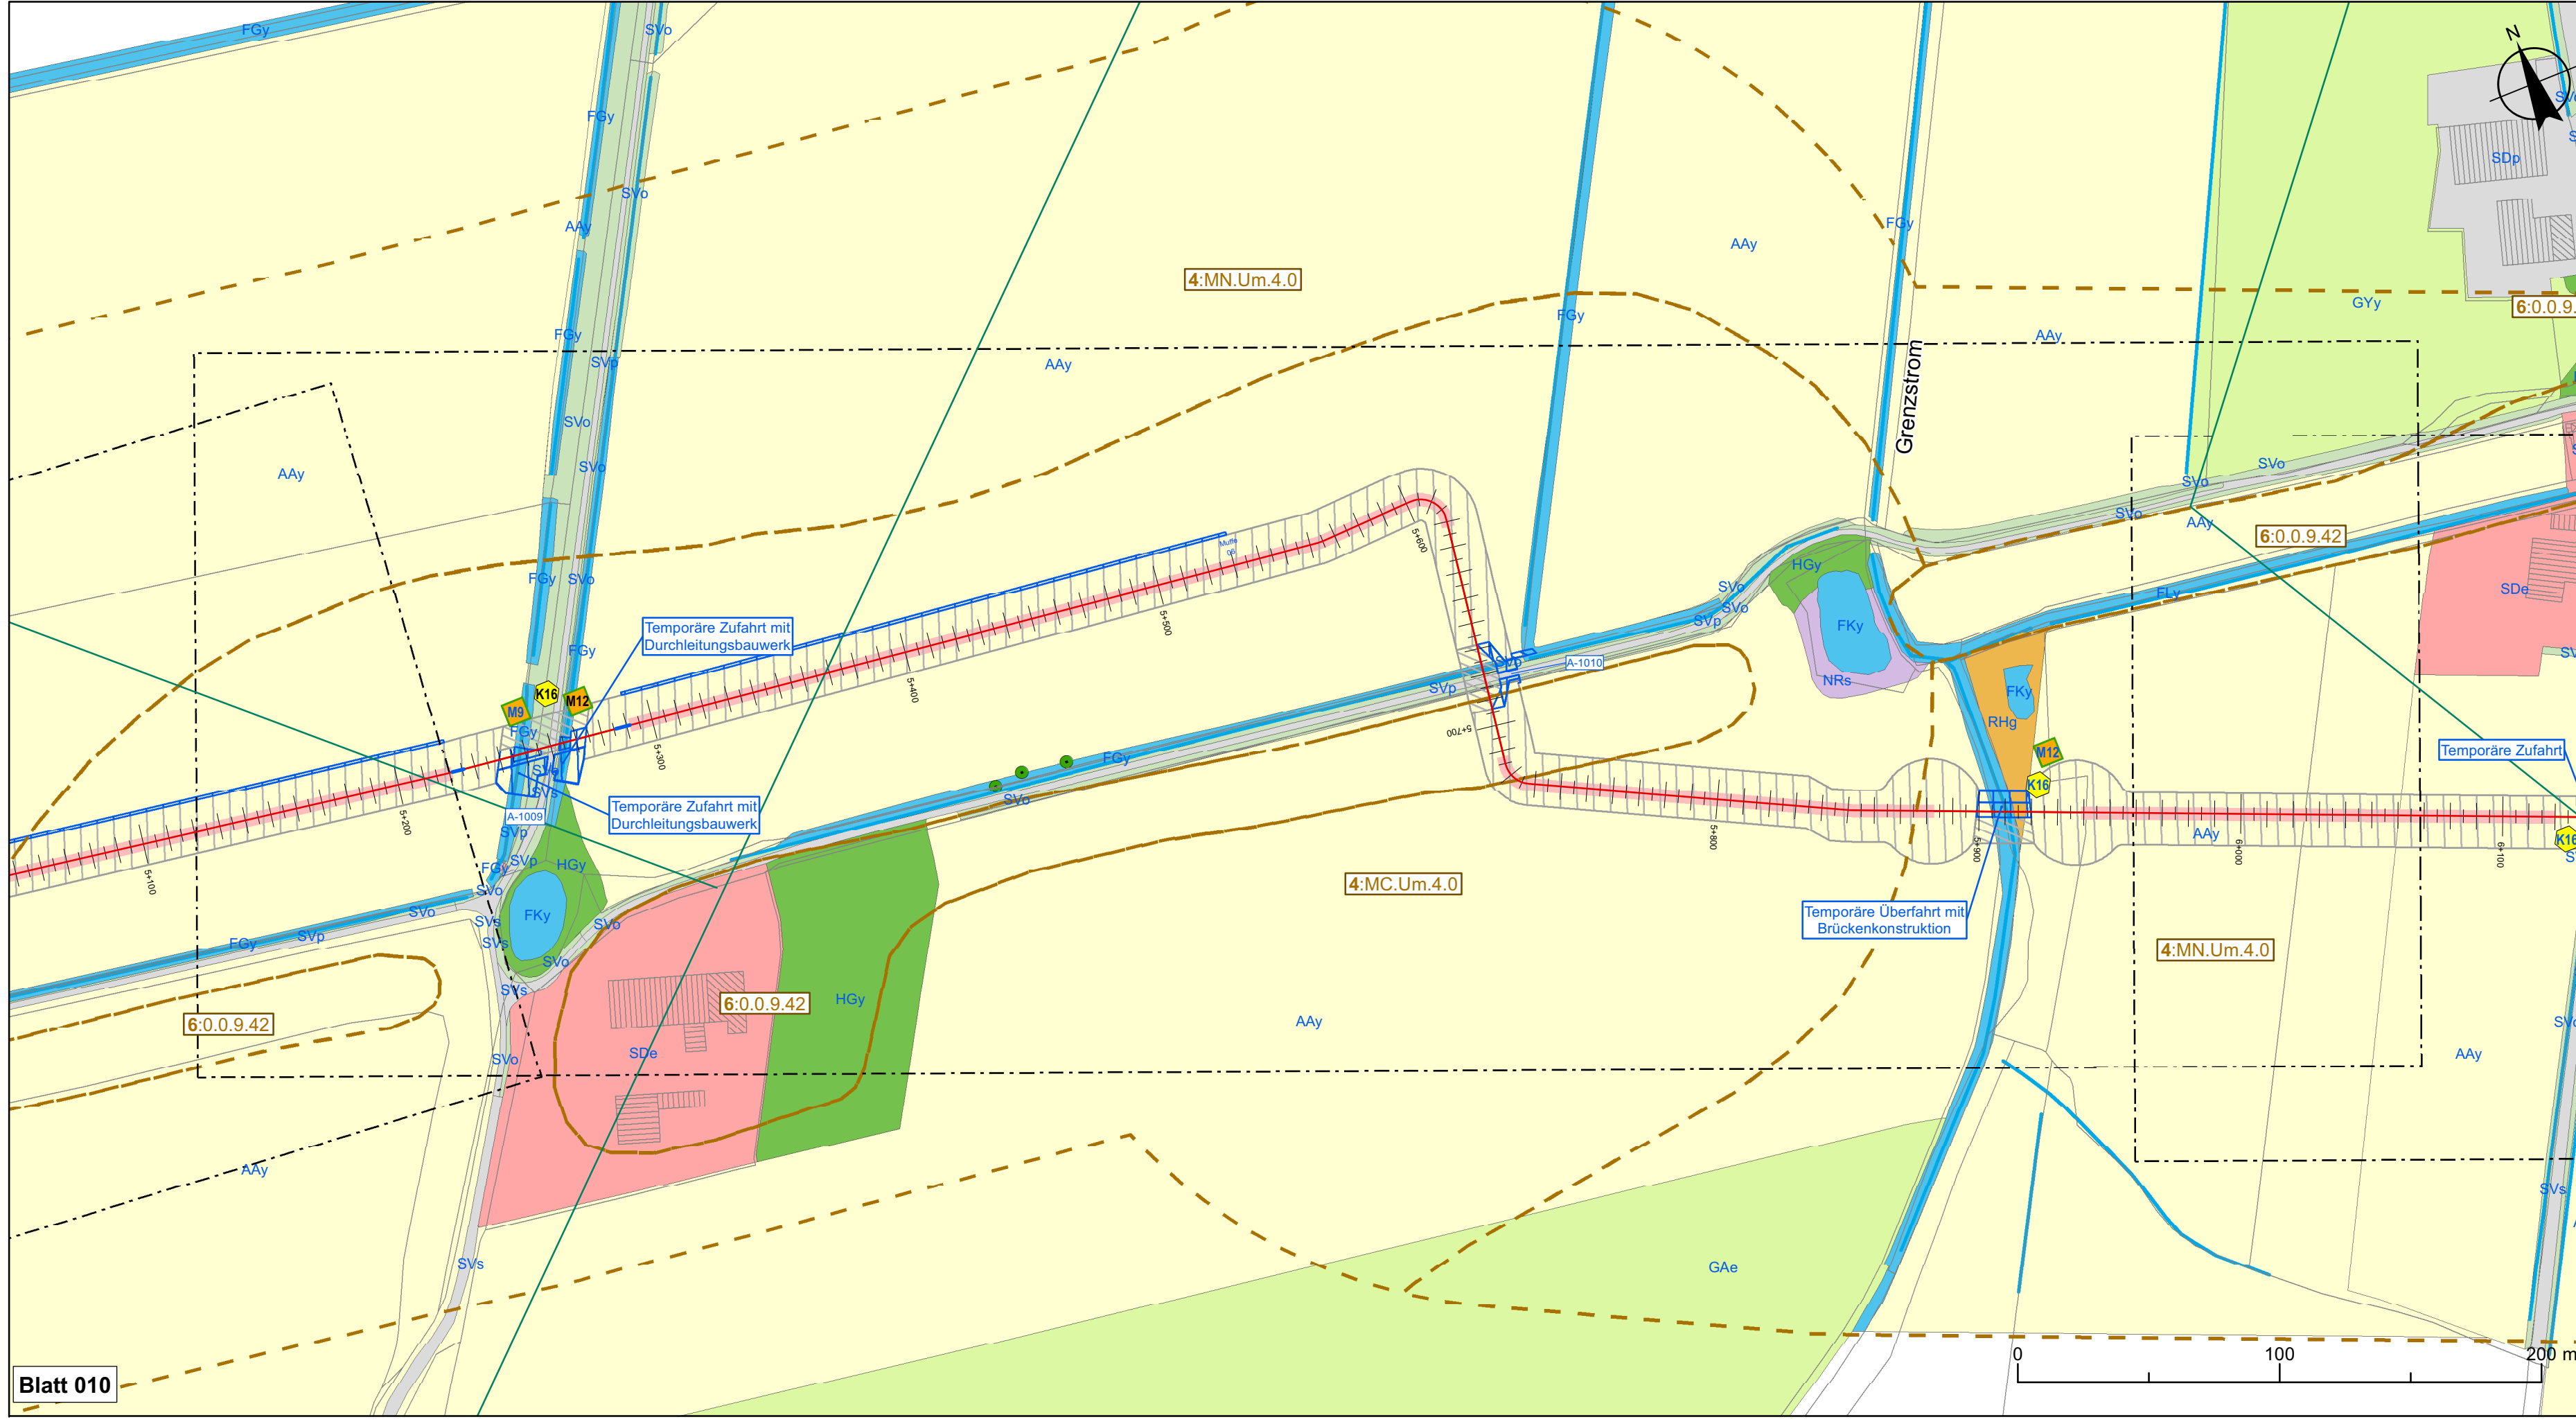 FGy
SVo
N
FGy
SVo
AAy
AAy
FGy
SDp
4:MN.Um.4.0
GYy
6:0.0.9.
FGy
FGy
SVp
AAy
AAy
Grenzstrom
SVo
SVo
AAy
SVo
SVo
SVo
AAy
6:0.0.9.42
Muffe
06
5+600
FGy
SVo
HGy
SVo
SVo
SVp
FLy
SDe
5+500
Temporäre Zufahrt mit
Durchleitungsbauwerk
FGy
FKy
SVp
A-1010
SVp
NRs
FKy
5+400
K16
M12
M9
FGy
5+700
RHg
M12
Temporäre Zufahrt
5+300
SVs
FGy
K16
SVo
Temporäre Zufahrt mit
Durchleitungsbauwerk
A-1009
5+200
SVp
5+800
5+900
AAy
6+000
6+100
K16
SVp
HGy
FGy
5+100
SVo
4:MC.Um.4.0
SVo
FKy
SVs
SVo
Temporäre Überfahrt mit
Brückenkonstruktion
FGy
SVp
SVs
SVo
4:MN.Um.4.0
SVs
6:0.0.9.42
6:0.0.9.42
HGy
AAy
SVo
SDe
AAy
AAy
SVs
SVs
GAe
Blatt 010
0
100
200 m